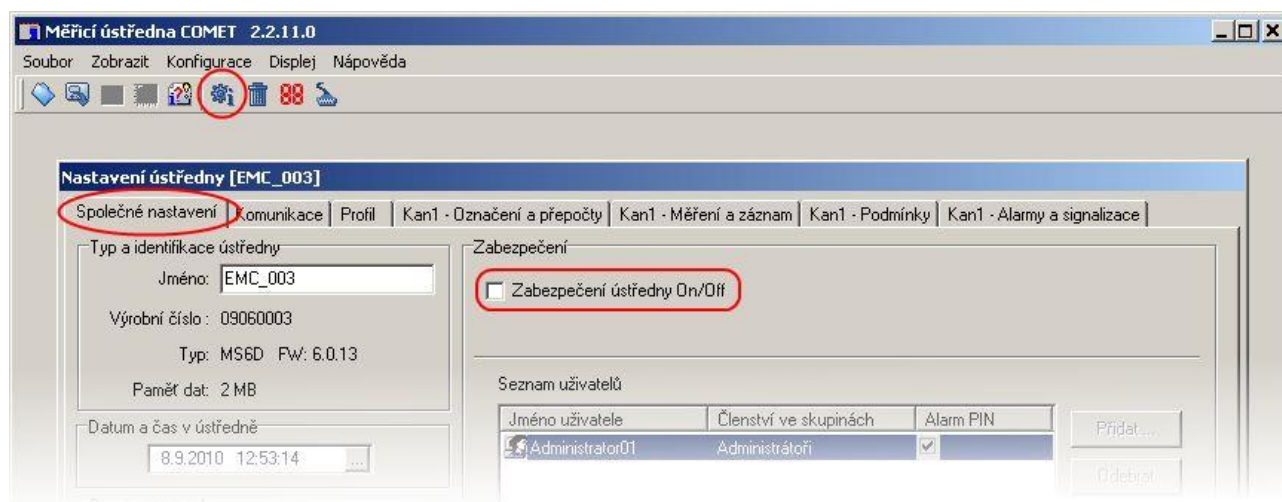 Měřicí ústředna COMET 2.2.11.0
Soubor Zobrazit Konfigurace Displej Nápověda
88
Nastavení ústředny [EMC_003]
Společné nastavení Komunikace Profil Kan1 - Označení a přepočty Kan1 - Měření a záznam Kan1 - Podmínky Kan1 - Alarmy a signalizace
Typ a identifikace ústředny
Jméno: EMC_003
Výrobní číslo : 09060003
Typ: MS6D FW: 6.0.13
Paměť dat: 2 MB
Datum a čas v ústředně
8.9.2010 12:53:14 ...
Zabezpečení
Zabezpečení ústředny On/Off
Seznam uživatelů
Jméno uživatele Členství ve skupinách Alarm PIN
Administrator01 Administrátoři
Přidat...
Odebrat